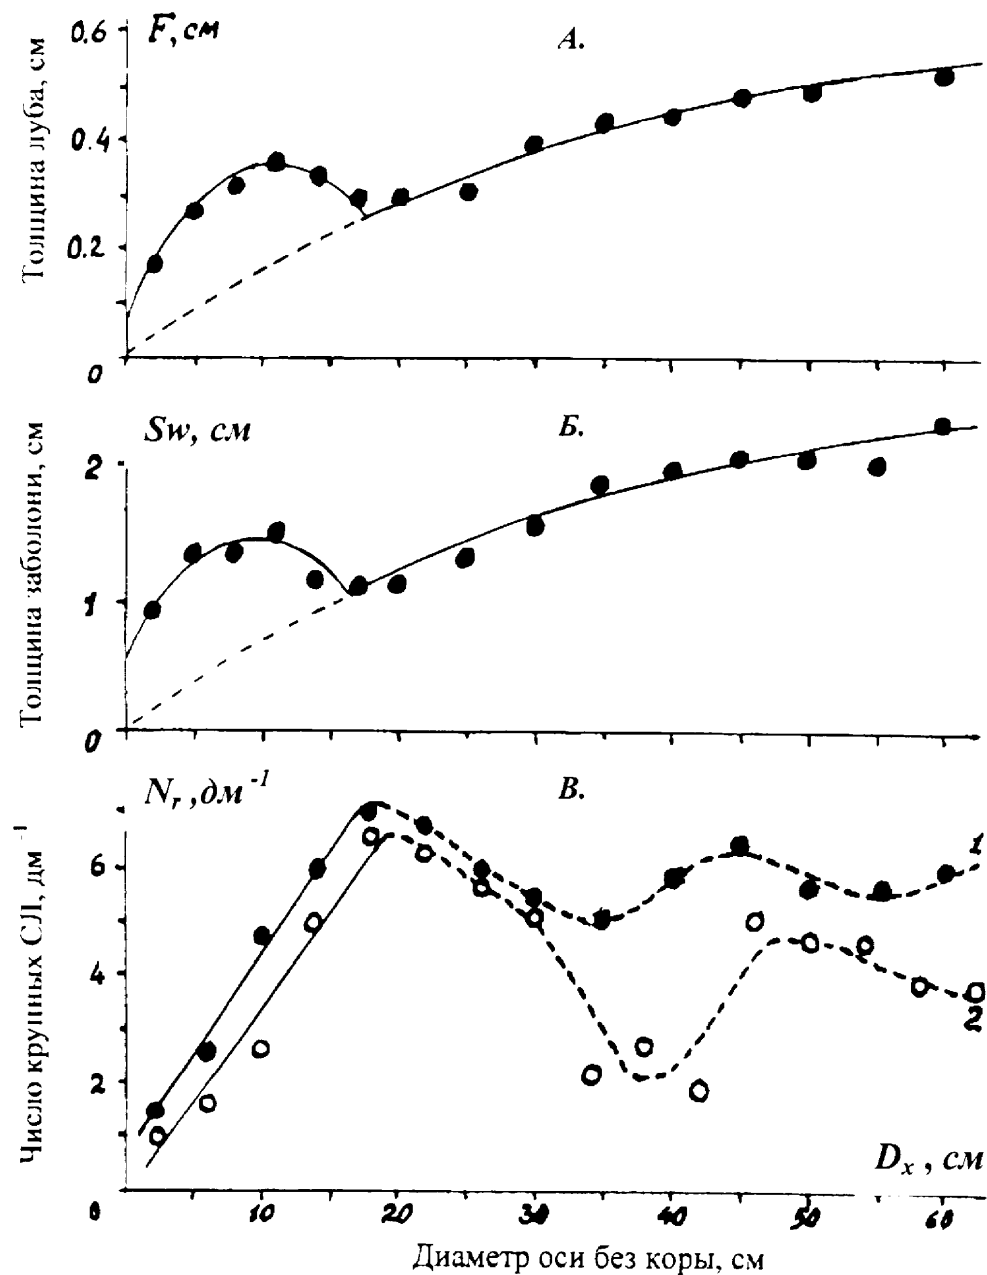 F, см
А.
Толщина луба, см
0.6
0.4
0.2
0
Sw, см
Б.
Толщина заболони, см
2
1
0
Nr ,дм -1
В.
Число крупных СЛ, дм -1
6
4
2
0
1
2
Dx , см
10 20 30 40 50 60
Диаметр оси без коры, см